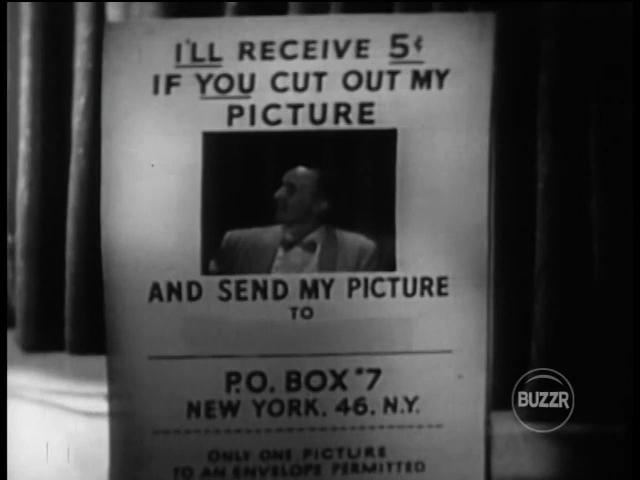 I'LL RECEIVE 5¢
IF YOU CUT OUT MY
PICTURE
AND SEND MY PICTURE
TO
P.O. BOX #7
NEW YORK, 46, N.Y.
ONLY ONE PICTURE
TO AN ENVELOPE PERMITTED
BUZZR